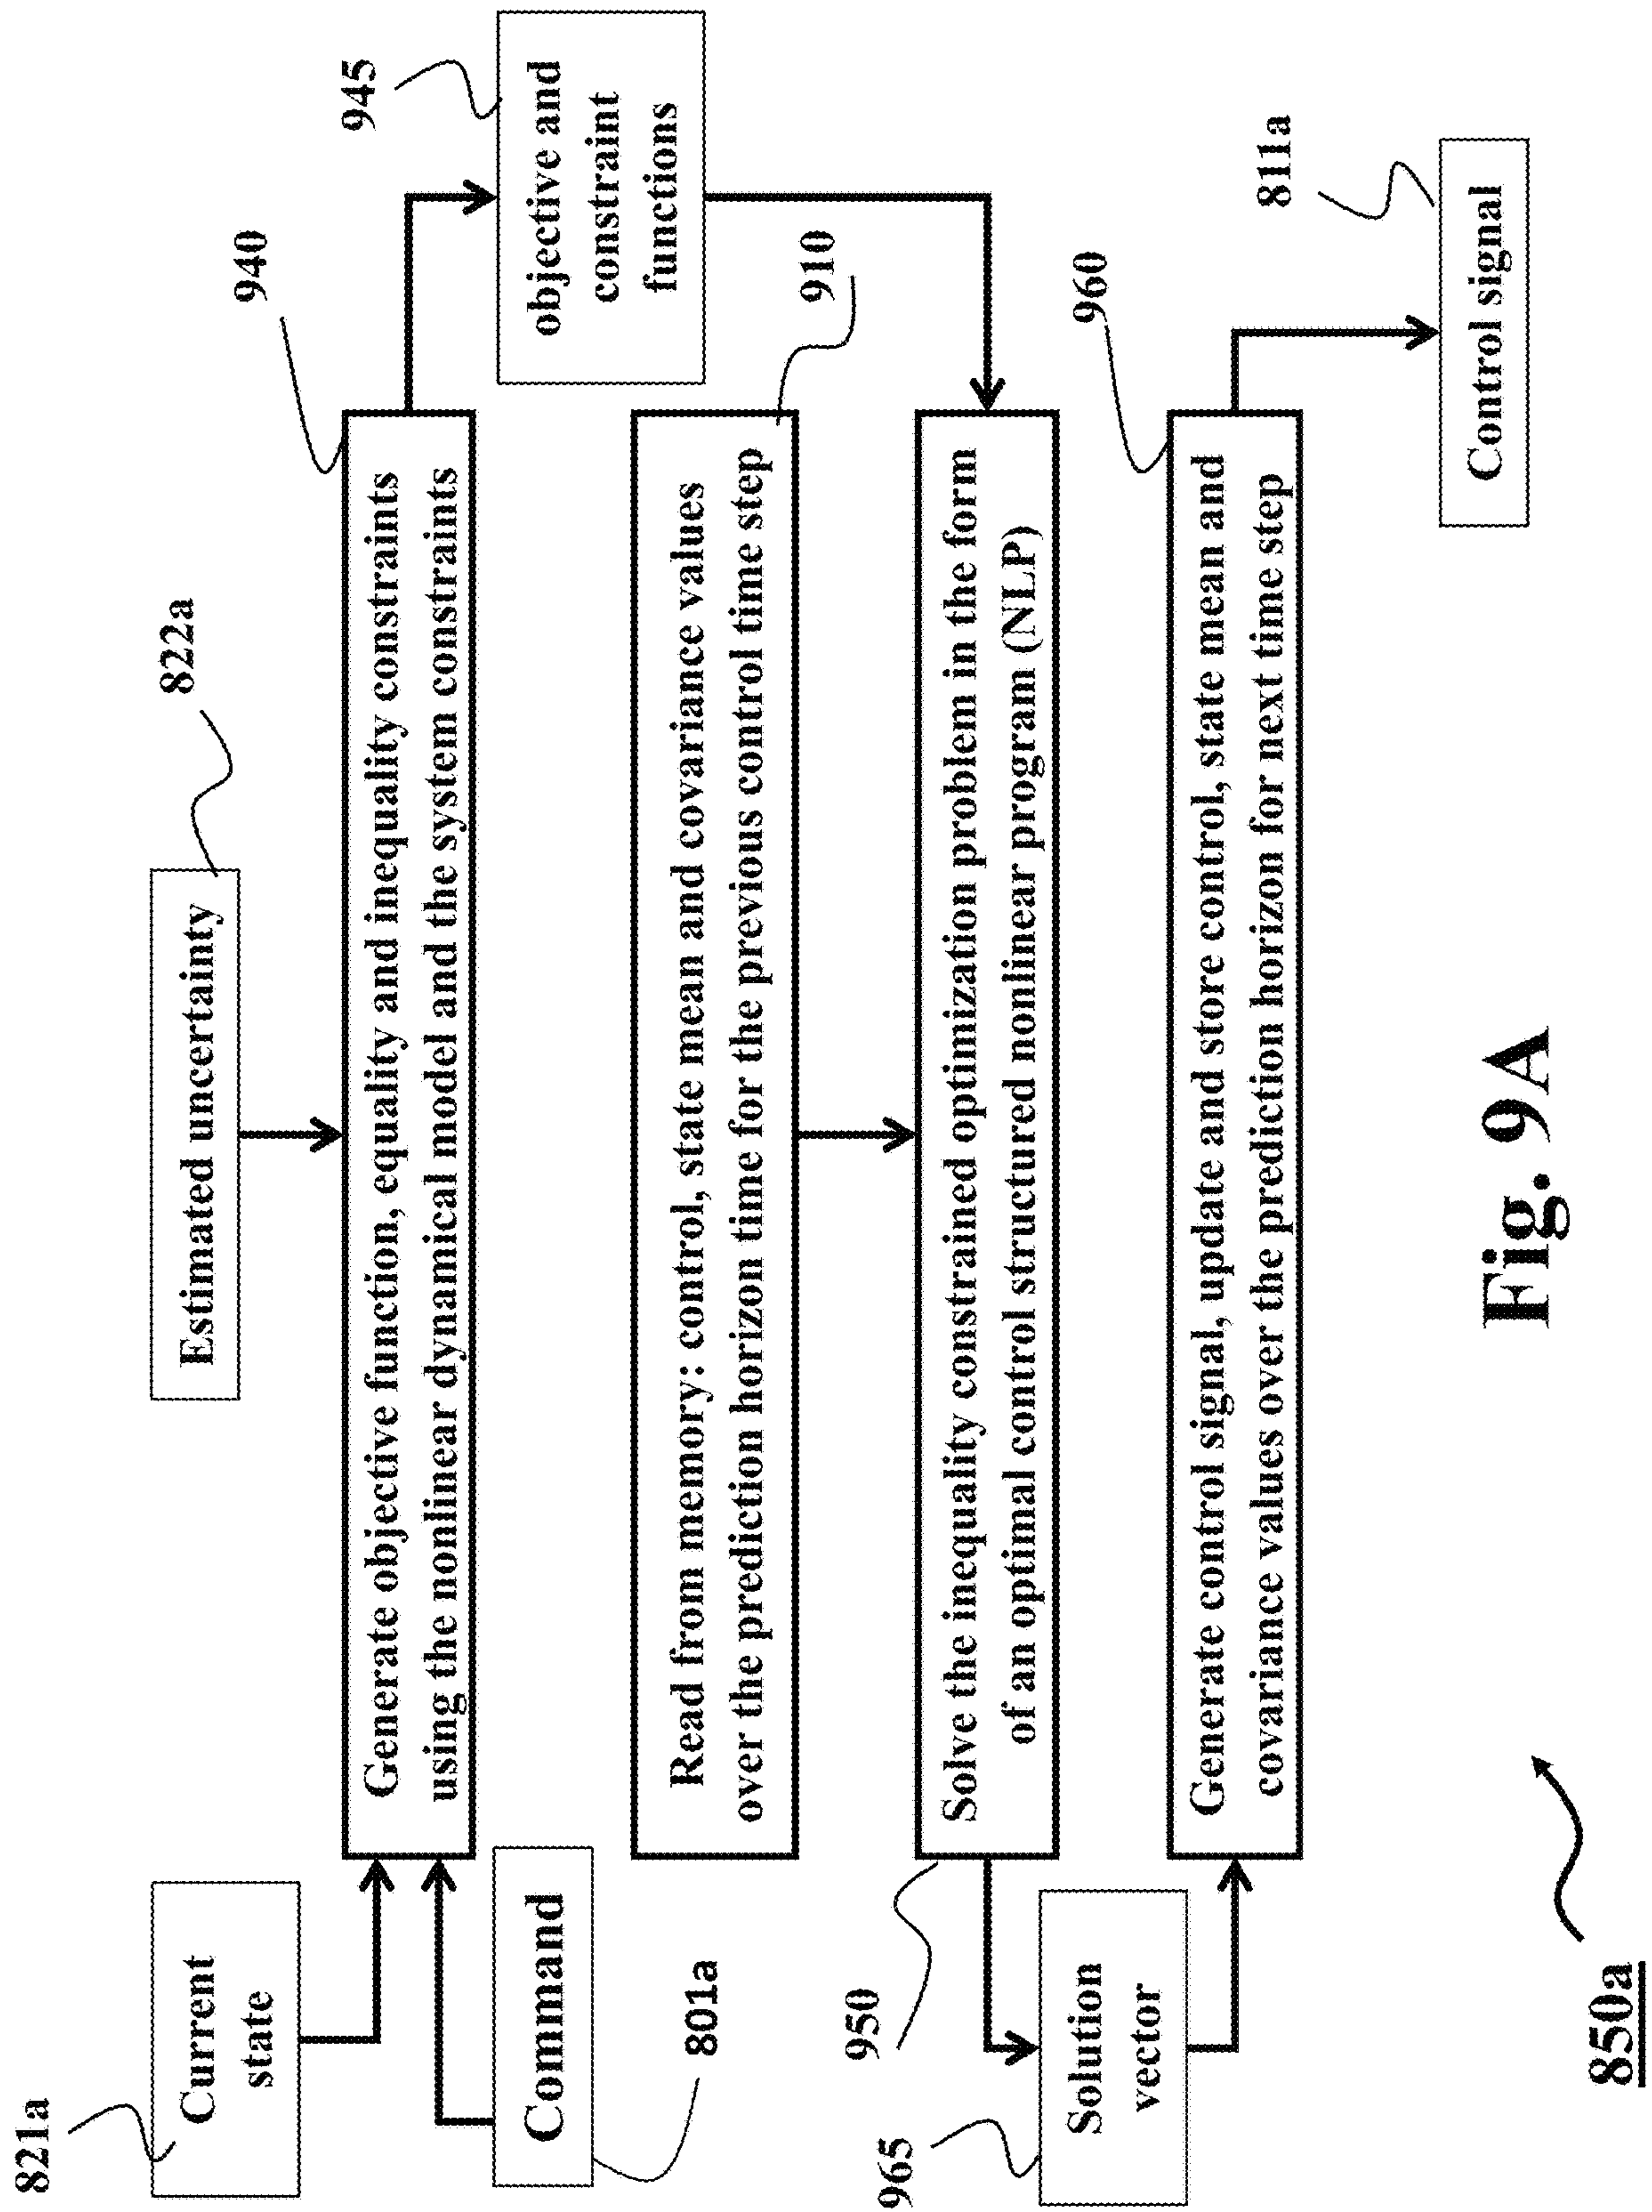 821a
Current
state
Estimated uncertainty
822a
940
Generate objective function, equality and inequality constraints
using the nonlinear dynamical model and the system constraints
945
objective and
constraint
functions
Command
801a
910
Read from memory: control, state mean and covariance values
over the prediction horizon time for the previous control time step
950
Solve the inequality constrained optimization problem in the form
of an optimal control structured nonlinear program (NLP)
965
Solution
vector
960
Generate control signal, update and store control, state mean and
covariance values over the prediction horizon for next time step
811a
Control signal
850a
Fig. 9A